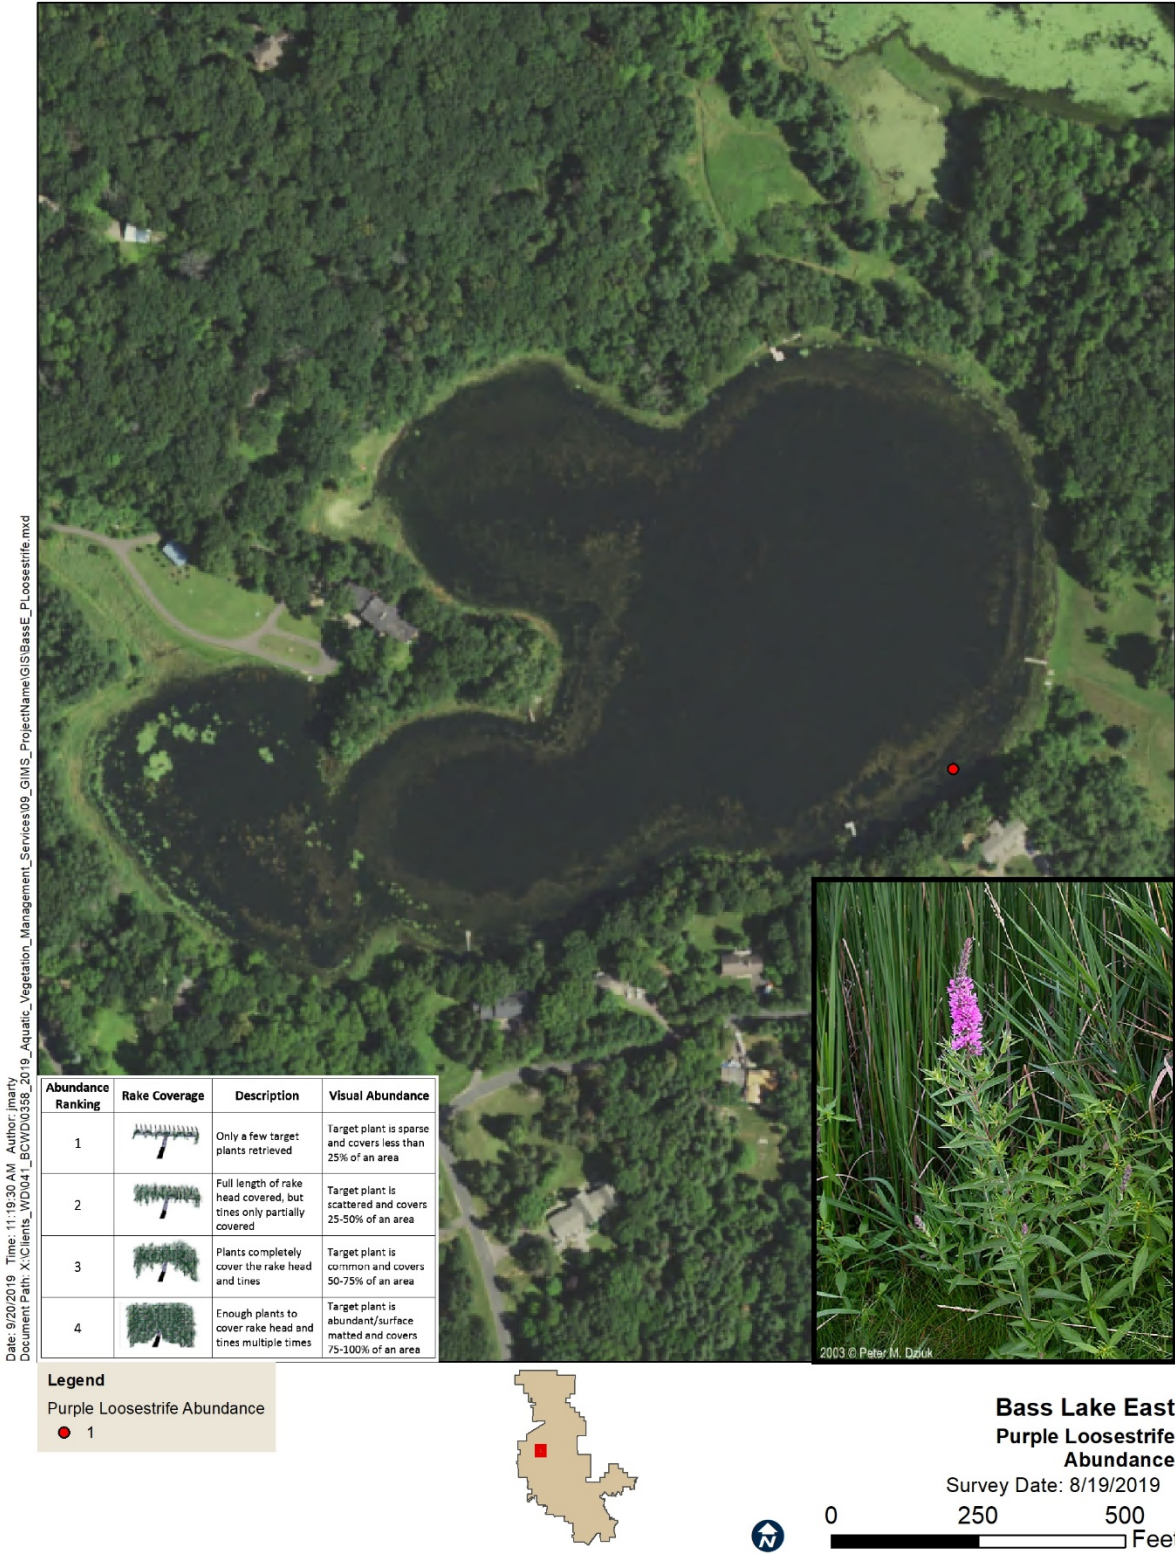 Date: 9/20/2019 Time: 11:19:30 AM Author: jmarty
Document Path: X:\Clients_WD\041_BCWD\0358_2019_Aquatic_Vegetation_Management_Services\09_GIMS_ProjectName\GIS\BassE_PLoosestrife.mxd
Abundance Ranking
Rake Coverage
Description
Visual Abundance
1
Only a few target
plants retrieved
Target plant is sparse
and covers less than
25% of an area
2
Full length of rake
head covered, but
tines only partially
covered
Target plant is
scattered and covers
25-50% of an area
3
Plants completely
cover the rake head
and tines
Target plant is
common and covers
50-75% of an area
4
Enough plants to
cover rake head and
tines multiple times
Target plant is
abundant/surface
matted and covers
75-100% of an area
2003 © Peter M. Dziuk
Legend
Purple Loosestrife Abundance
1
N
Bass Lake East
Purple Loosestrife
Abundance
Survey Date: 8/19/2019
0 250 500
Fee